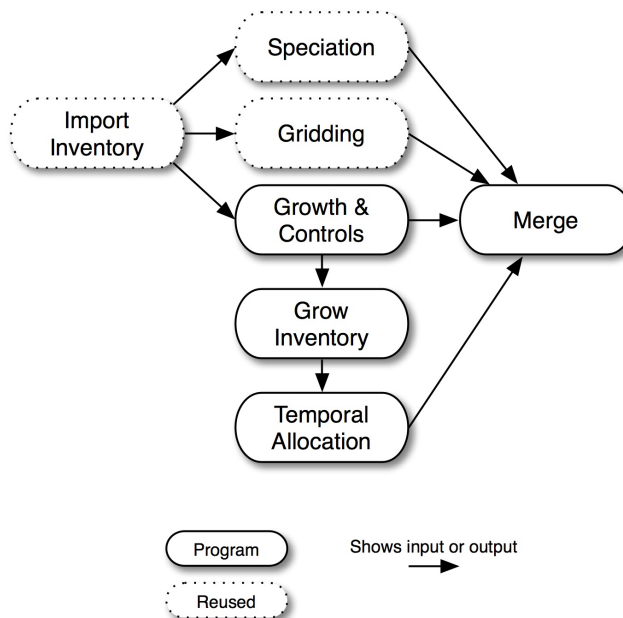 Speciation
Import
Inventory
Gridding
Growth &
Controls
Merge
Grow
Inventory
Temporal
Allocation
Program
Shows input or output
Reused